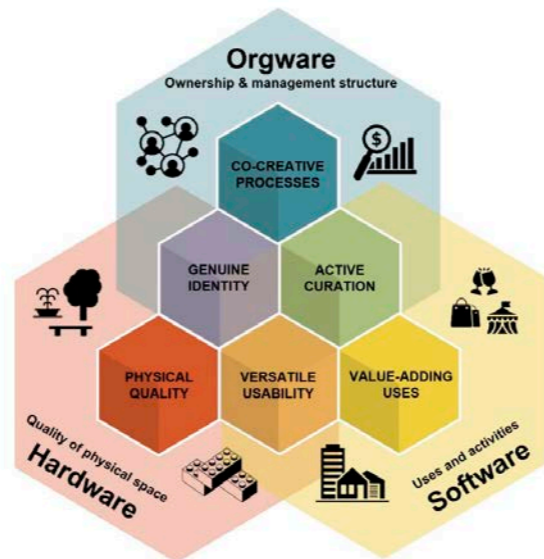 Orgware
Ownership & management structure
$
CO-CREATIVE
PROCESSES
GENUINE
IDENTITY
ACTIVE
CURATION
PHYSICAL
QUALITY
VERSATILE
USABILITY
VALUE-ADDING
USES
Quality of physical space
Hardware
Uses and activities
Software